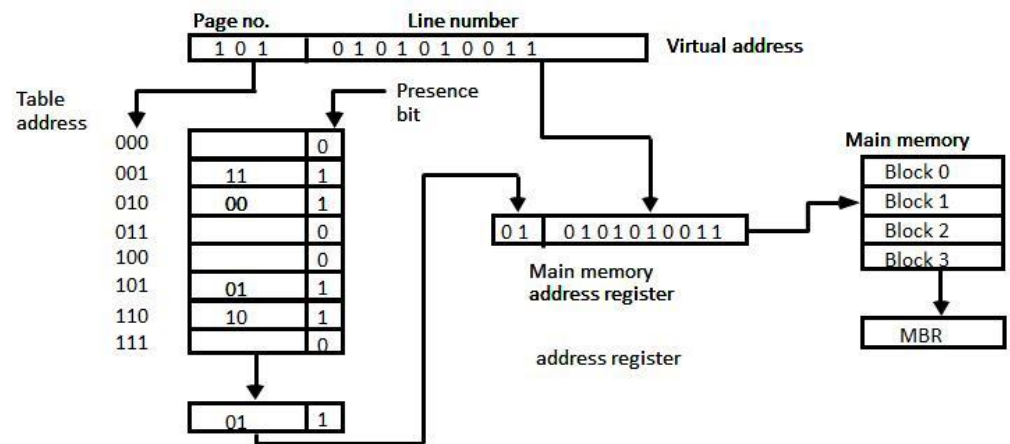 Page no. Line number
1 0 1 0 1 0 1 0 1 0 0 1 1 Virtual address
Table
address
Presence
bit
000 0
001 11 1
010 00 1
011 0
100 0
101 01 1
110 10 1
111 0
01 1
0 1 0 1 0 1 0 1 0 0 1 1
Main memory
address register
address register
Main memory
Block 0
Block 1
Block 2
Block 3
MBR